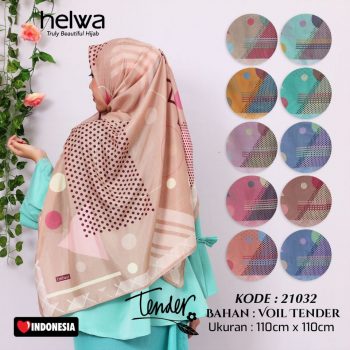 helwa
Truly Beautiful Hijab
Tender
KODE : 21032
BAHAN : VOIL TENDER
Ukuran : 110cm x 110cm
INDONESIA